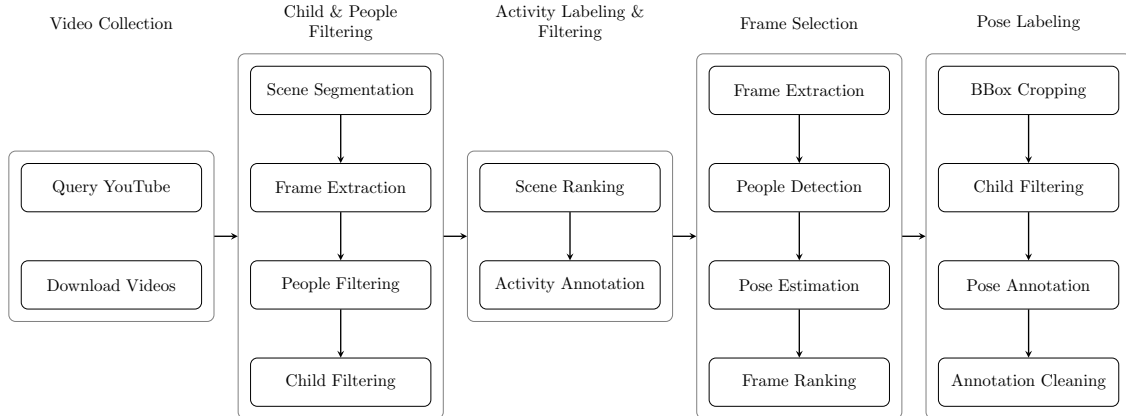 Video Collection
Child & People
Filtering
Activity Labeling &
Filtering
Frame Selection
Pose Labeling
Query YouTube
Download Videos
Scene Segmentation
Frame Extraction
People Filtering
Child Filtering
Scene Ranking
Activity Annotation
Frame Extraction
People Detection
Pose Estimation
Frame Ranking
BBox Cropping
Child Filtering
Pose Annotation
Annotation Cleaning